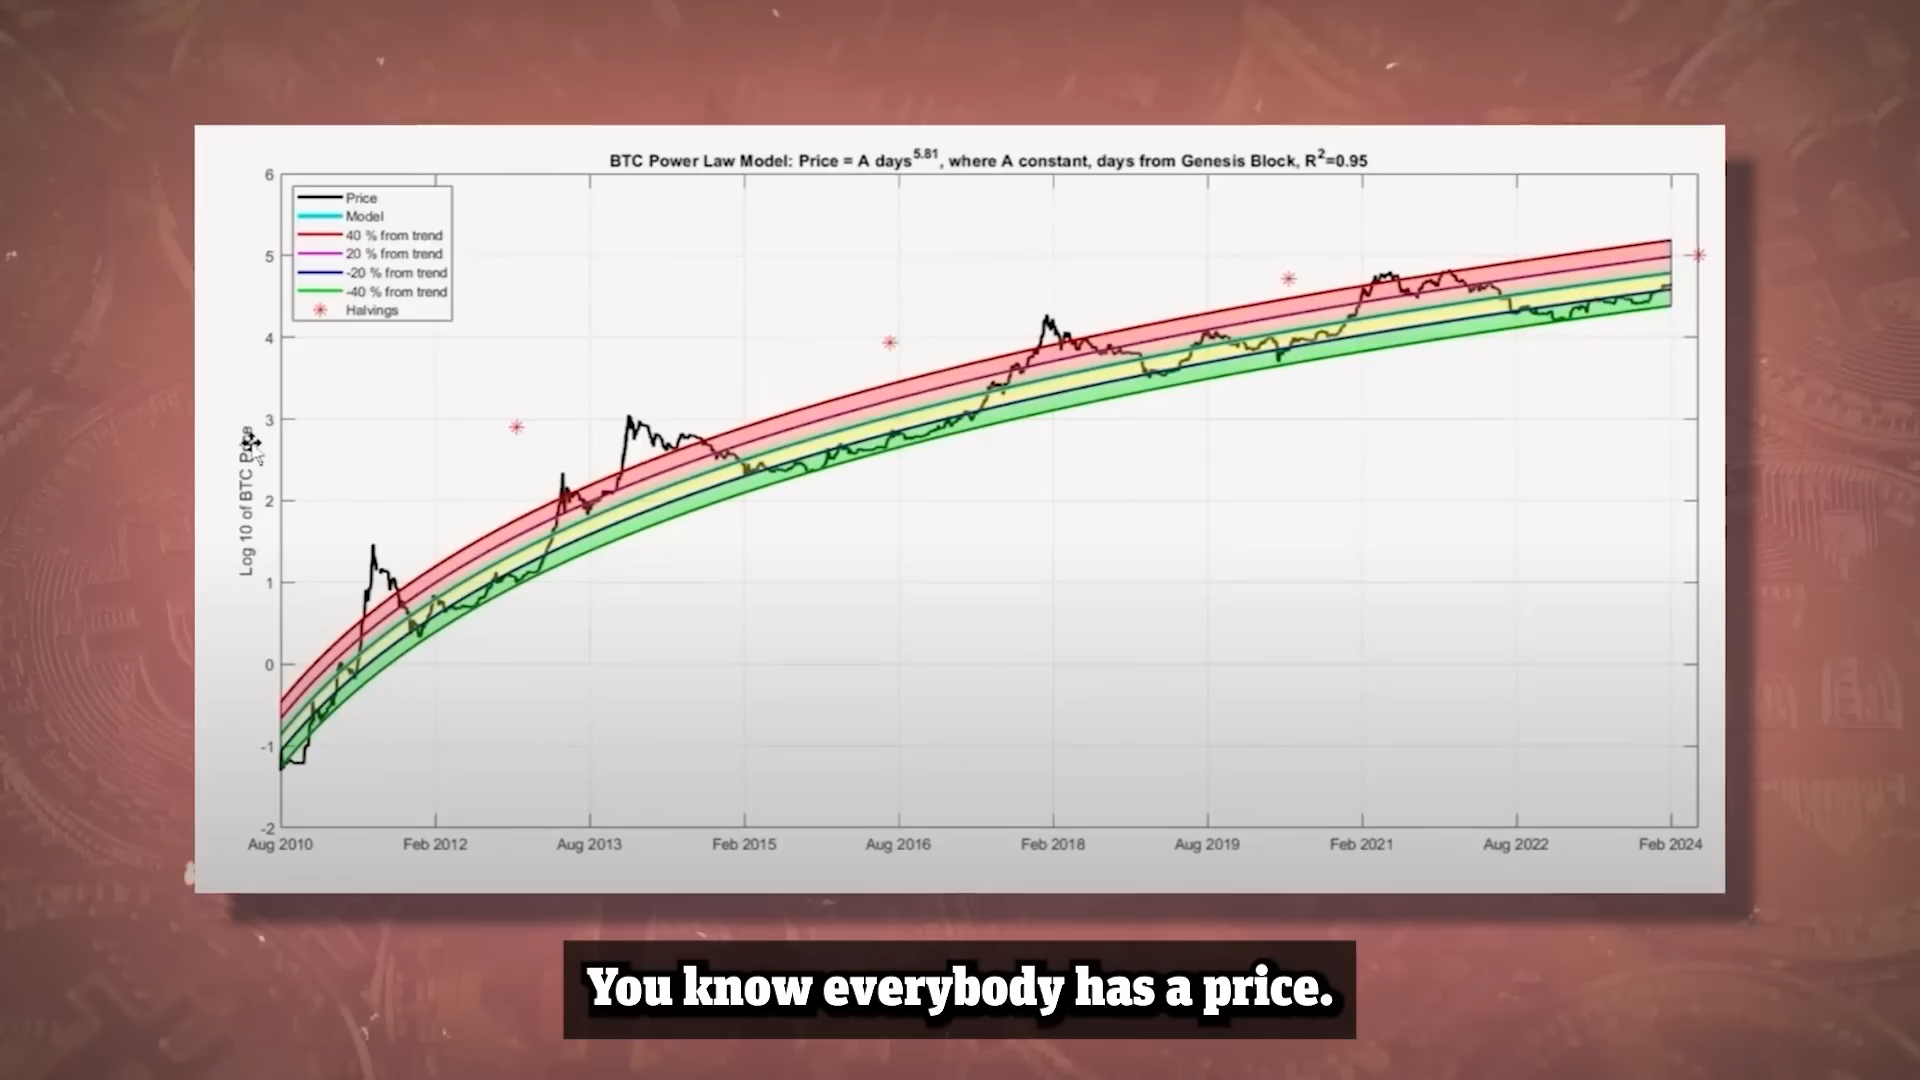 BTC Power Law Model: Price = A days^5.81, where A constant, days from Genesis Block, R^2=0.95
6
5
4
3
2
1
0
-1
-2
Log 10 of BTC Price
Price
Model
40 % from trend
20 % from trend
-20 % from trend
-40 % from trend
Halvings
Aug 2010 Feb 2012 Aug 2013 Feb 2015 Aug 2016 Feb 2018 Aug 2019 Feb 2021 Aug 2022 Feb 2024
You know everybody has a price.